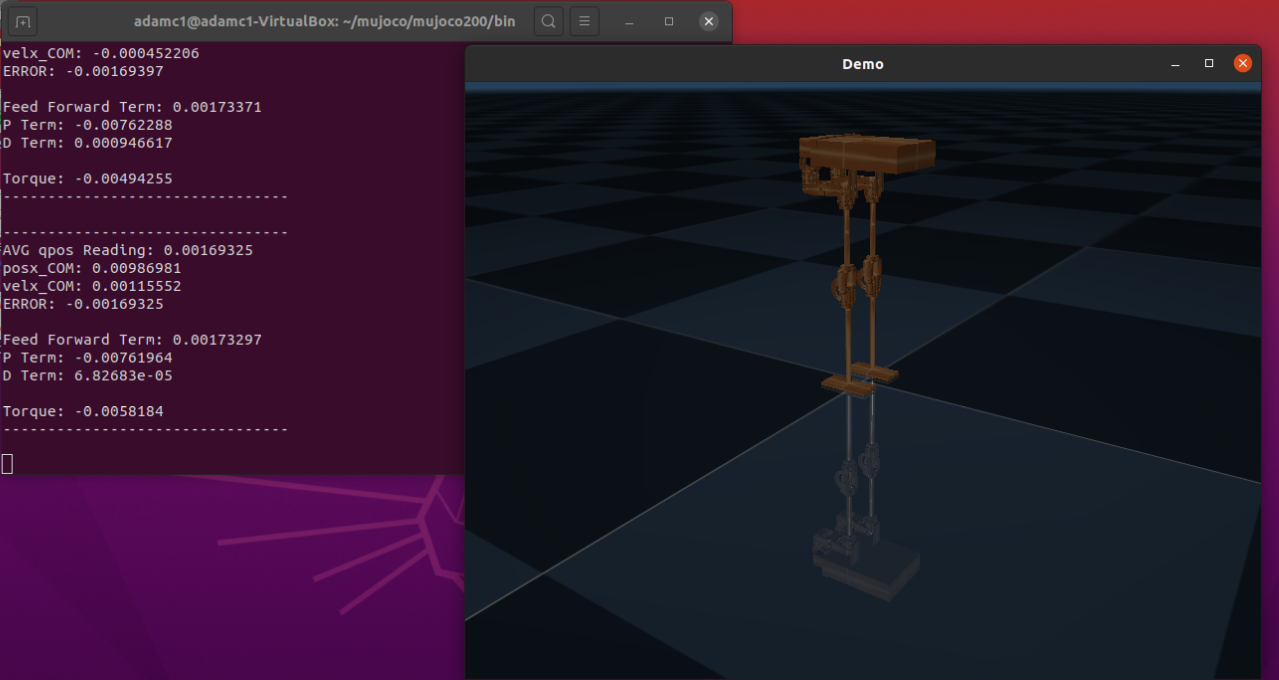 adamc1@adamc1-VirtualBox: ~/mujoco/mujoco200/bin
velx_COM: -0.000452206
ERROR: -0.00169397
Feed Forward Term: 0.00173371
P Term: -0.00762288
D Term: 0.000946617
Torque: -0.00494255
--------------------------------
--------------------------------
AVG qpos Reading: 0.00169325
posx_COM: 0.00986981
velx_COM: 0.00115552
ERROR: -0.00169325
Feed Forward Term: 0.00173297
P Term: -0.00761964
D Term: 6.82683e-05
Torque: -0.0058184
--------------------------------
Demo